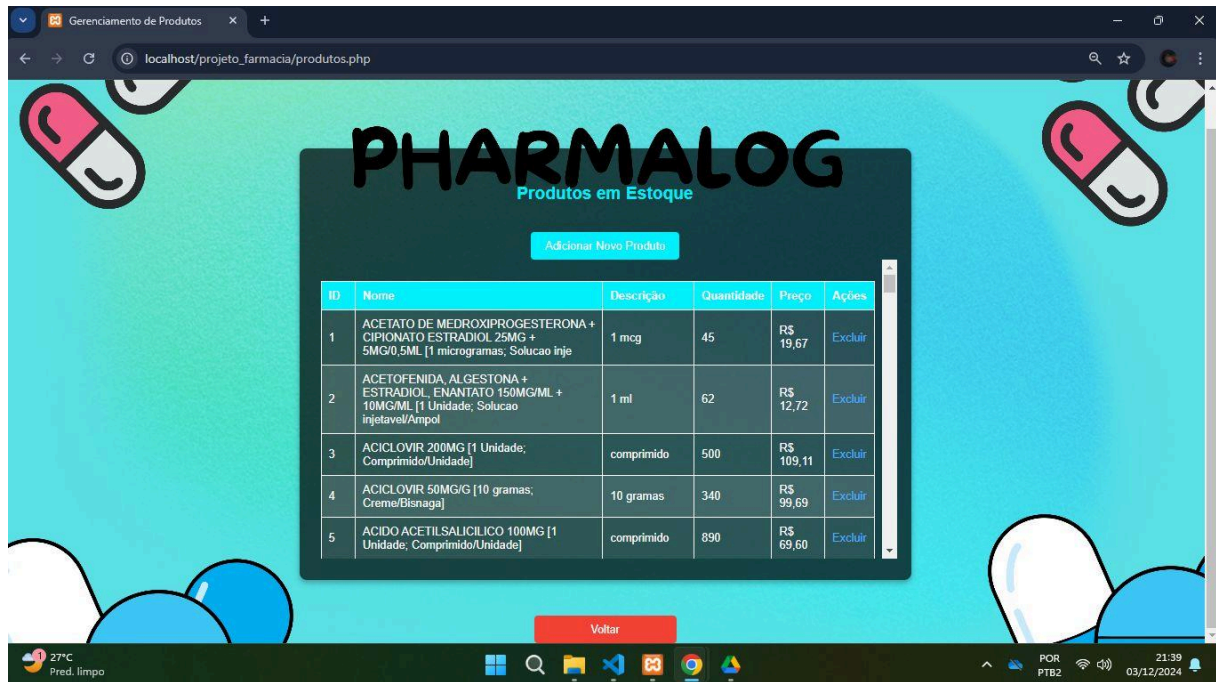 Gerenciamento de Produtos
localhost/projeto_farmacia/produtos.php
PHARMALOG
Produtos em Estoque
Adicionar Novo Produto
ID Nome Descrição Quantidade Preço Ações
1 ACETATO DE MEDROXIPROGESTERONA + CIPIONATO ESTRADIOL 25MG + 5MG/0,5ML [1 microgramas; Solucao inje 1 mcg 45 R$ 19,67 Excluir
2 ACETOFENIDA, ALGESTONA + ESTRADIOL, ENANTATO 150MG/ML + 10MG/ML [1 Unidade; Solucao injetavel/Ampol 1 ml 62 R$ 12,72 Excluir
3 ACICLOVIR 200MG [1 Unidade; Comprimido/Unidade] comprimido 500 R$ 109,11 Excluir
4 ACICLOVIR 50MG/G [10 gramas; Creme/Bisnaga] 10 gramas 340 R$ 99,69 Excluir
5 ACIDO ACETILSALICILICO 100MG [1 Unidade; Comprimido/Unidade] comprimido 890 R$ 69,60 Excluir
Voltar
1
27°C
Pred. limpo
POR
PTB2
21:39
03/12/2024